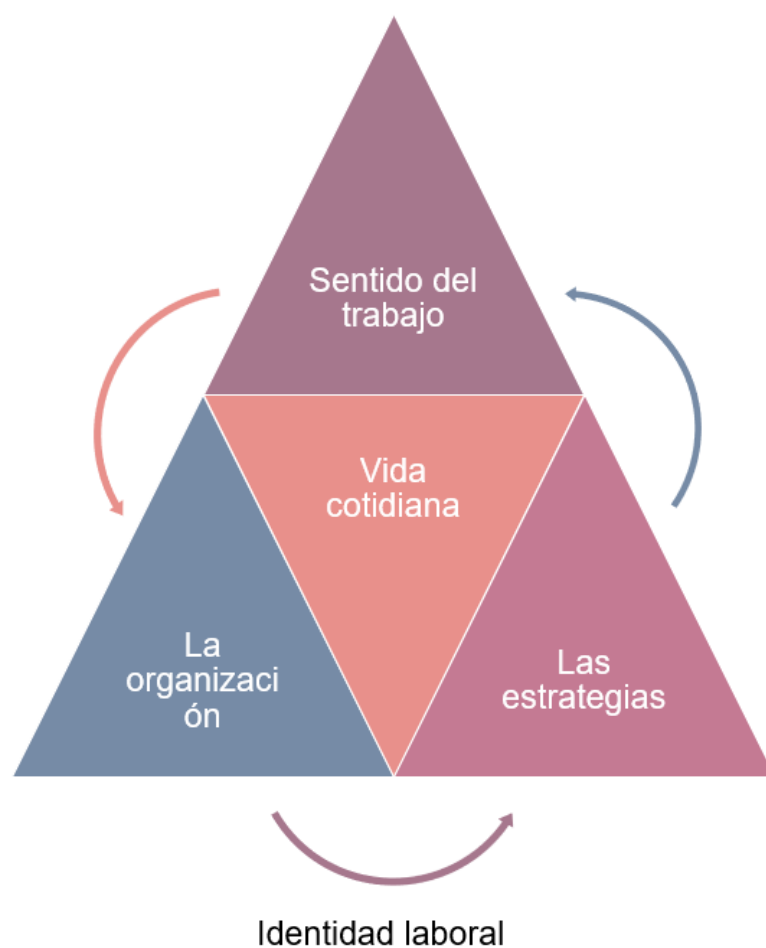 Sentido del
trabajo
Vida
cotidiana
La
organizaci
ón
Las
estrategias
Identidad laboral